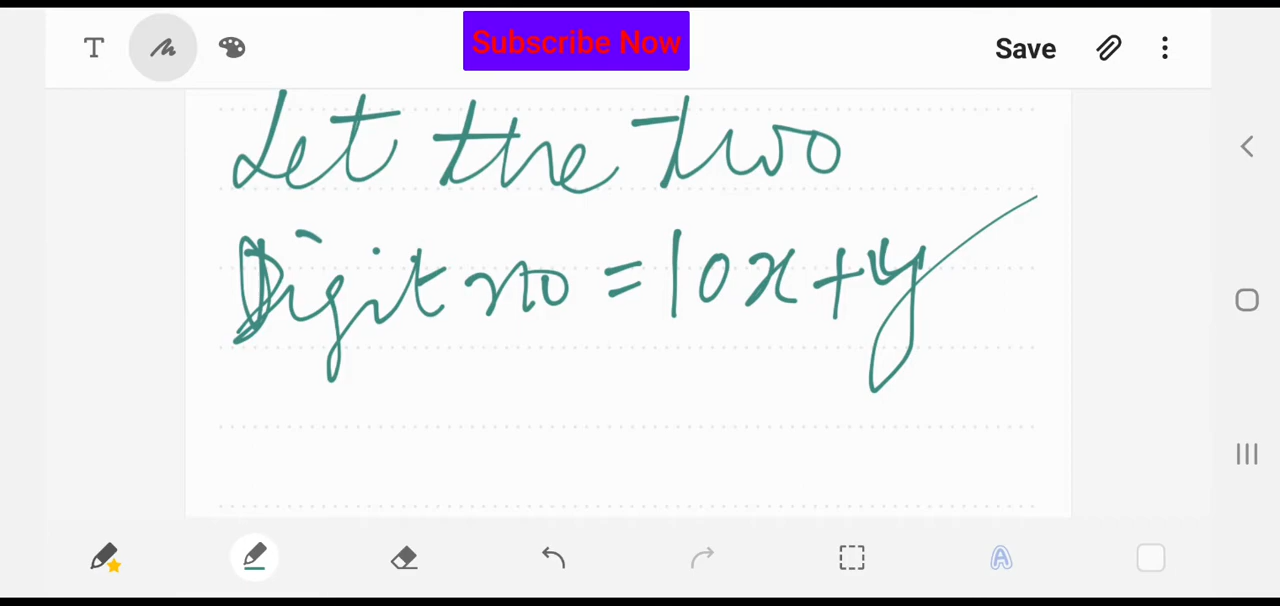 T
Subscribe Now
Save
Let the two
Digit no = 10x+y
A